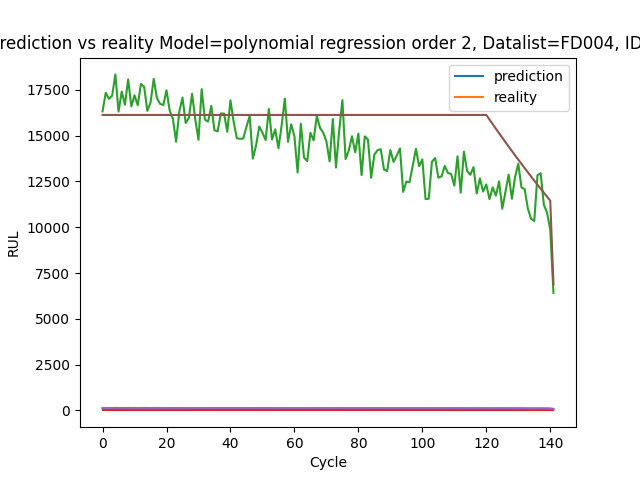 rediction vs reality Model=polynomial regression order 2, Datalist=FD004, ID
prediction
reality
RUL
17500
15000
12500
10000
7500
5000
2500
0
0 20 40 60 80 100 120 140
Cycle